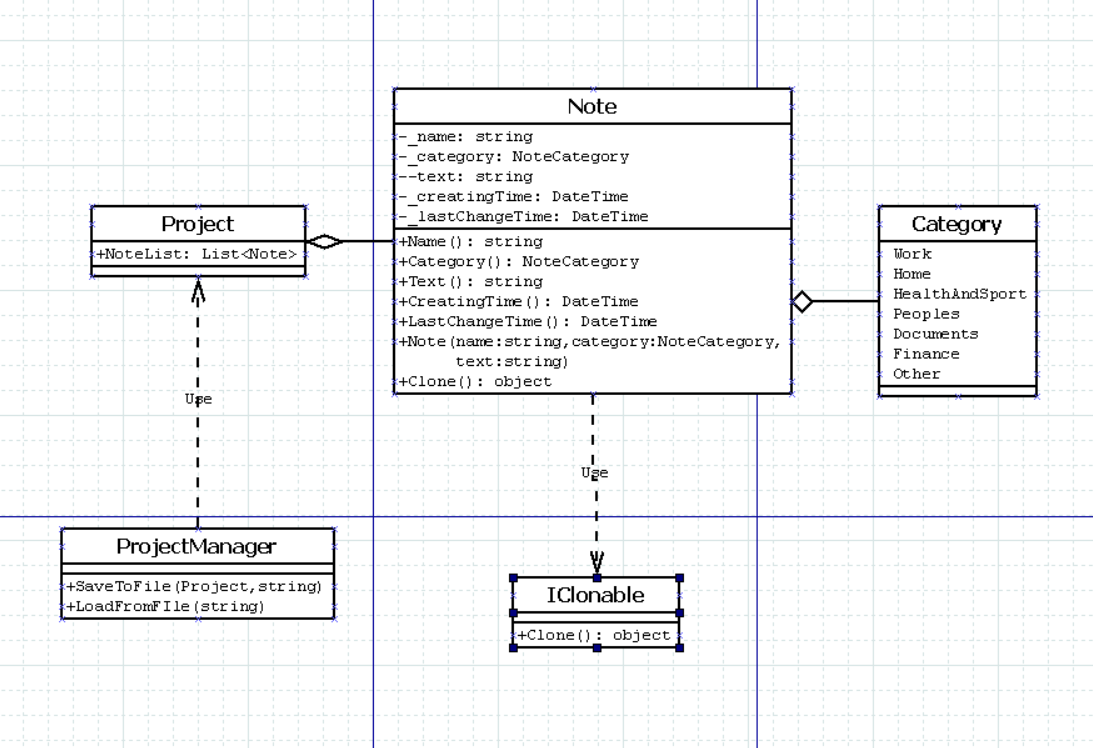 Note
-_name: string
-_category: NoteCategory
--text: string
-_creatingTime: DateTime
-_lastChangeTime: DateTime
+Name(): string
+Category(): NoteCategory
+Text(): string
+CreatingTime(): DateTime
+LastChangeTime(): DateTime
+Note(name:string,category:NoteCategory,
text:string)
+Clone(): object
Project
+NoteList: List<Note>
Category
Work
Home
HealthAndSport
Peoples
Documents
Finance
Other
Use
Use
ProjectManager
+SaveToFile(Project,string)
+LoadFromFIle(string)
IClonable
+Clone(): object